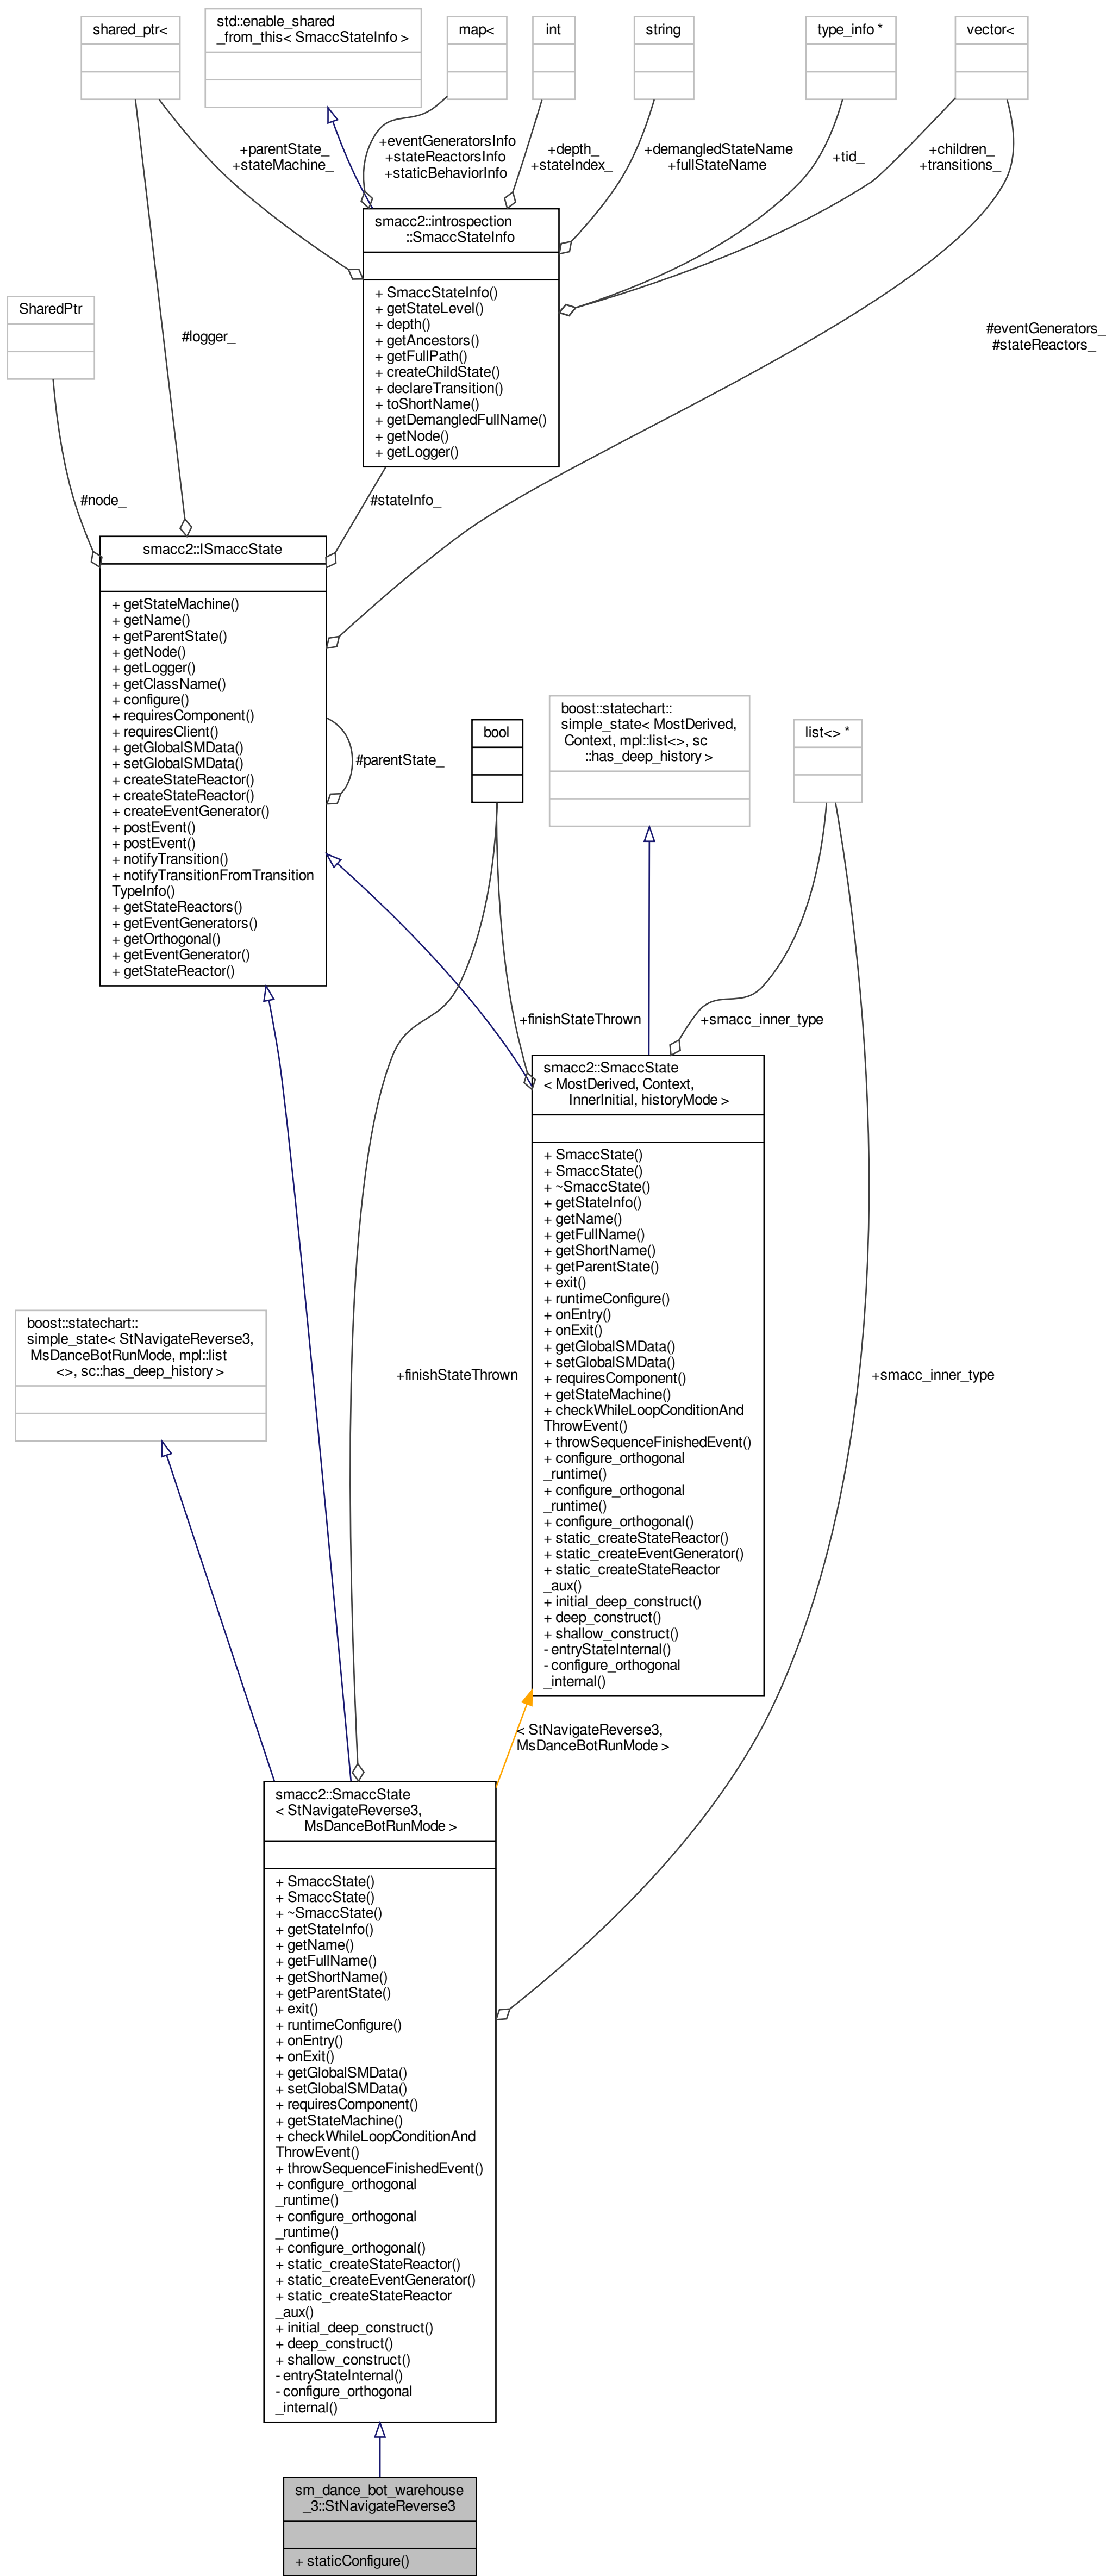 shared_ptr<
std::enable_shared
_from_this< SmaccStateInfo >
map<
int
string
type_info *
vector<
+parentState_
+stateMachine_
+eventGeneratorsInfo
+stateReactorsInfo
+staticBehaviorInfo
+depth_
+stateIndex_
+demangledStateName
+fullStateName
+tid_
+children_
+transitions_
smacc2::introspection
::SmaccStateInfo
+ SmaccStateInfo()
+ getStateLevel()
+ depth()
+ getAncestors()
+ getFullPath()
+ createChildState()
+ declareTransition()
+ toShortName()
+ getDemangledFullName()
+ getNode()
+ getLogger()
SharedPtr
#logger_
#eventGenerators_
#stateReactors_
#node_
#stateInfo_
smacc2::ISmaccState
+ getStateMachine()
+ getName()
+ getParentState()
+ getNode()
+ getLogger()
+ getClassName()
+ configure()
+ requiresComponent()
+ requiresClient()
+ getGlobalSMData()
+ setGlobalSMData()
+ createStateReactor()
+ createStateReactor()
+ createEventGenerator()
+ postEvent()
+ postEvent()
+ notifyTransition()
+ notifyTransitionFromTransition
TypeInfo()
+ getStateReactors()
+ getEventGenerators()
+ getOrthogonal()
+ getEventGenerator()
+ getStateReactor()
#parentState_
bool
boost::statechart::
simple_state< MostDerived,
Context, mpl::list<>, sc
::has_deep_history >
list<> *
+finishStateThrown
+smacc_inner_type
smacc2::SmaccState
< MostDerived, Context,
InnerInitial, historyMode >
+ SmaccState()
+ SmaccState()
+ ~SmaccState()
+ getStateInfo()
+ getName()
+ getFullName()
+ getShortName()
+ getParentState()
+ exit()
+ runtimeConfigure()
+ onEntry()
+ onExit()
+ getGlobalSMData()
+ setGlobalSMData()
+ requiresComponent()
+ getStateMachine()
+ checkWhileLoopConditionAnd
ThrowEvent()
+ throwSequenceFinishedEvent()
+ configure_orthogonal
_runtime()
+ configure_orthogonal
_runtime()
+ configure_orthogonal()
+ static_createStateReactor()
+ static_createEventGenerator()
+ static_createStateReactor
_aux()
+ initial_deep_construct()
+ deep_construct()
+ shallow_construct()
- entryStateInternal()
- configure_orthogonal
_internal()
boost::statechart::
simple_state< StNavigateReverse3,
MsDanceBotRunMode, mpl::list
<>, sc::has_deep_history >
+finishStateThrown
+smacc_inner_type
< StNavigateReverse3,
MsDanceBotRunMode >
smacc2::SmaccState
< StNavigateReverse3,
MsDanceBotRunMode >
+ SmaccState()
+ SmaccState()
+ ~SmaccState()
+ getStateInfo()
+ getName()
+ getFullName()
+ getShortName()
+ getParentState()
+ exit()
+ runtimeConfigure()
+ onEntry()
+ onExit()
+ getGlobalSMData()
+ setGlobalSMData()
+ requiresComponent()
+ getStateMachine()
+ checkWhileLoopConditionAnd
ThrowEvent()
+ throwSequenceFinishedEvent()
+ configure_orthogonal
_runtime()
+ configure_orthogonal
_runtime()
+ configure_orthogonal()
+ static_createStateReactor()
+ static_createEventGenerator()
+ static_createStateReactor
_aux()
+ initial_deep_construct()
+ deep_construct()
+ shallow_construct()
- entryStateInternal()
- configure_orthogonal
_internal()
sm_dance_bot_warehouse
_3::StNavigateReverse3
+ staticConfigure()